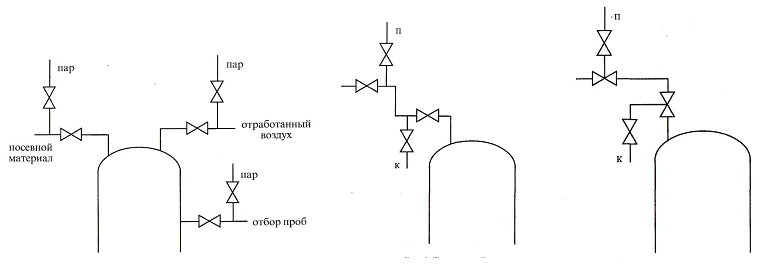 пар
пар
посевной
материал
отработанный
воздух
пар
отбор проб
п
к
п
к